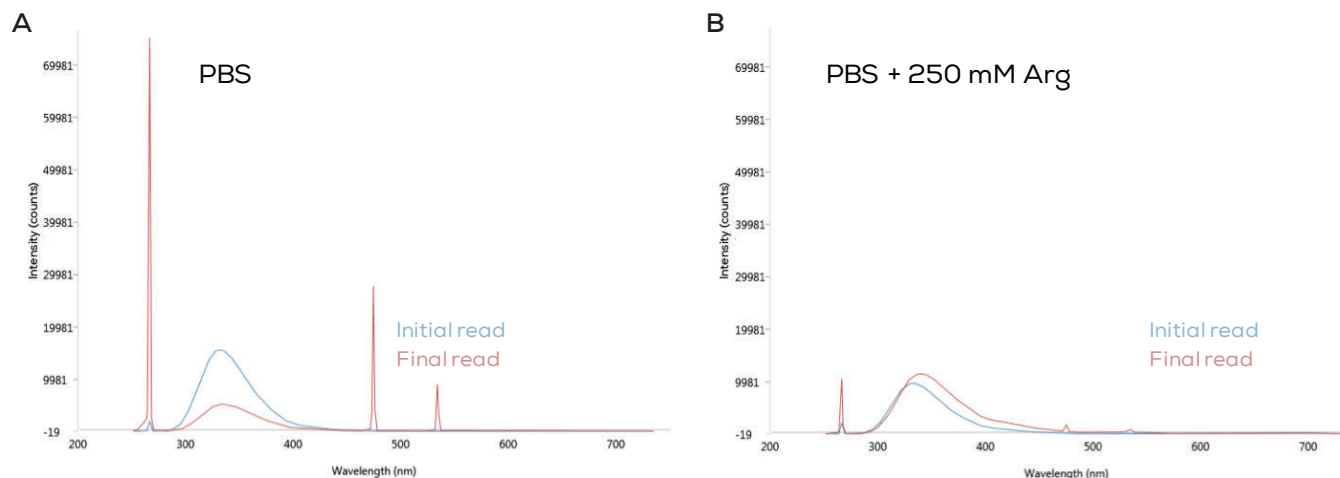 A
PBS
69981
59981
49981
39981
29981
19981
9981
-19
Intensity (counts)
Initial read
Final read
200
300
400
500
600
700
Wavelength (nm)
B
PBS + 250 mM Arg
69981
59981
49981
39981
29981
19981
9981
-19
Intensity (counts)
Initial read
Final read
200
300
400
500
600
700
Wavelength (nm)